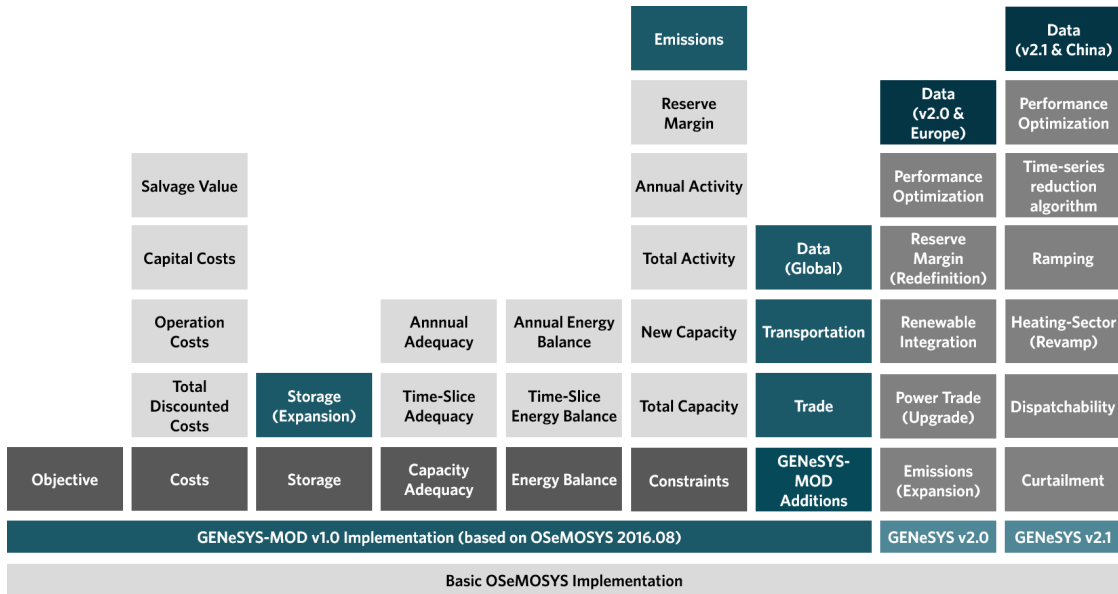 Emissions
Data
(v2.1 & China)
Reserve
Margin
Data
(v2.0 &
Europe)
Performance
Optimization
Salvage Value
Annual Activity
Performance
Optimization
Time-series
reduction
algorithm
Capital Costs
Total Activity
Data
(Global)
Reserve
Margin
(Redefinition)
Ramping
Operation
Costs
Annnual
Adequacy
Annual Energy
Balance
New Capacity
Transportation
Renewable
Integration
Heating-Sector
(Revamp)
Total
Discounted
Costs
Storage
(Expansion)
Time-Slice
Adequacy
Time-Slice
Energy Balance
Total Capacity
Trade
Power Trade
(Upgrade)
Dispatchability
Objective
Costs
Storage
Capacity
Adequacy
Energy Balance
Constraints
GENeSYS-
MOD
Additions
Emissions
(Expansion)
Curtailment
GENeSYS-MOD v1.0 Implementation (based on OSeMOSYS 2016.08)
GENeSYS v2.0
GENeSYS v2.1
Basic OSeMOSYS Implementation